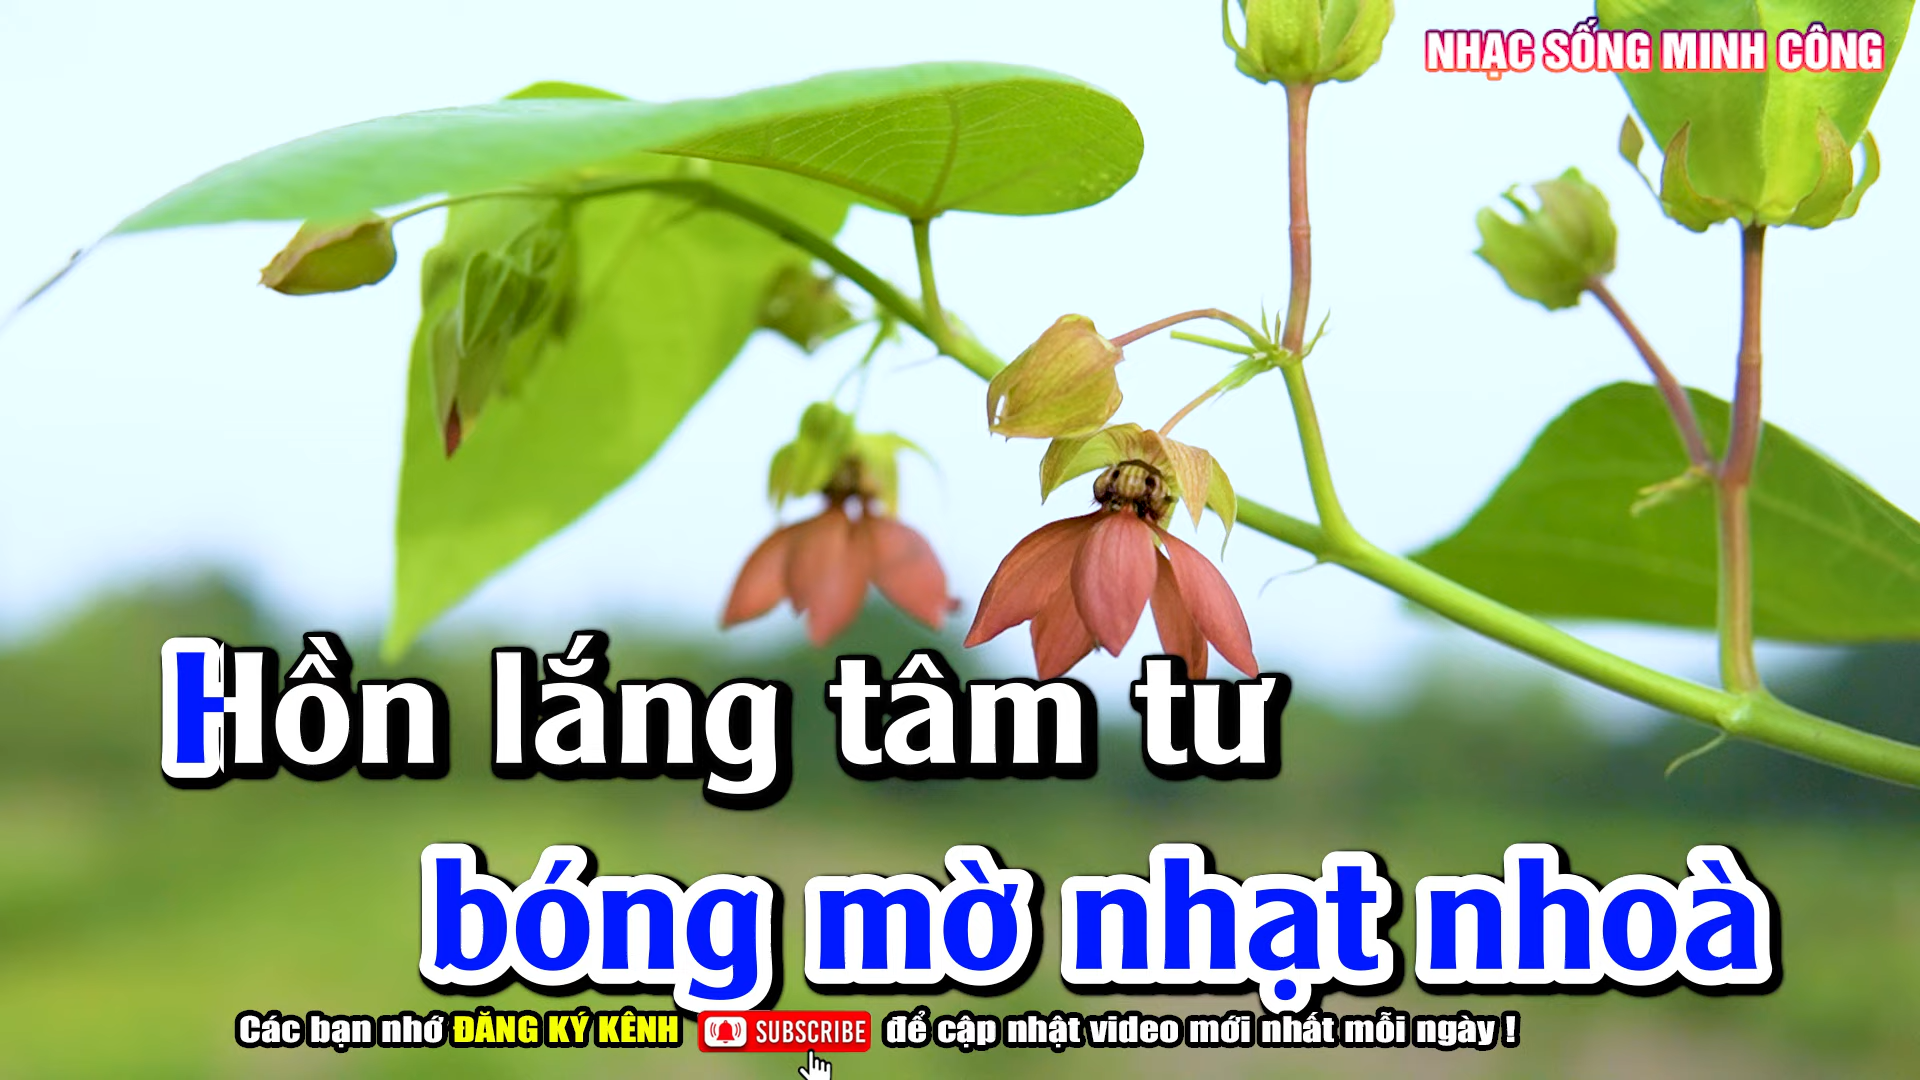 NHẠC SỐNG MINH CÔNG
Hồn lắng tâm tư
bóng mờ nhạt nhoà
Các bạn nhớ ĐĂNG KÝ KÊNH SUBSCRIBE để cập nhật video mới nhất mỗi ngày !